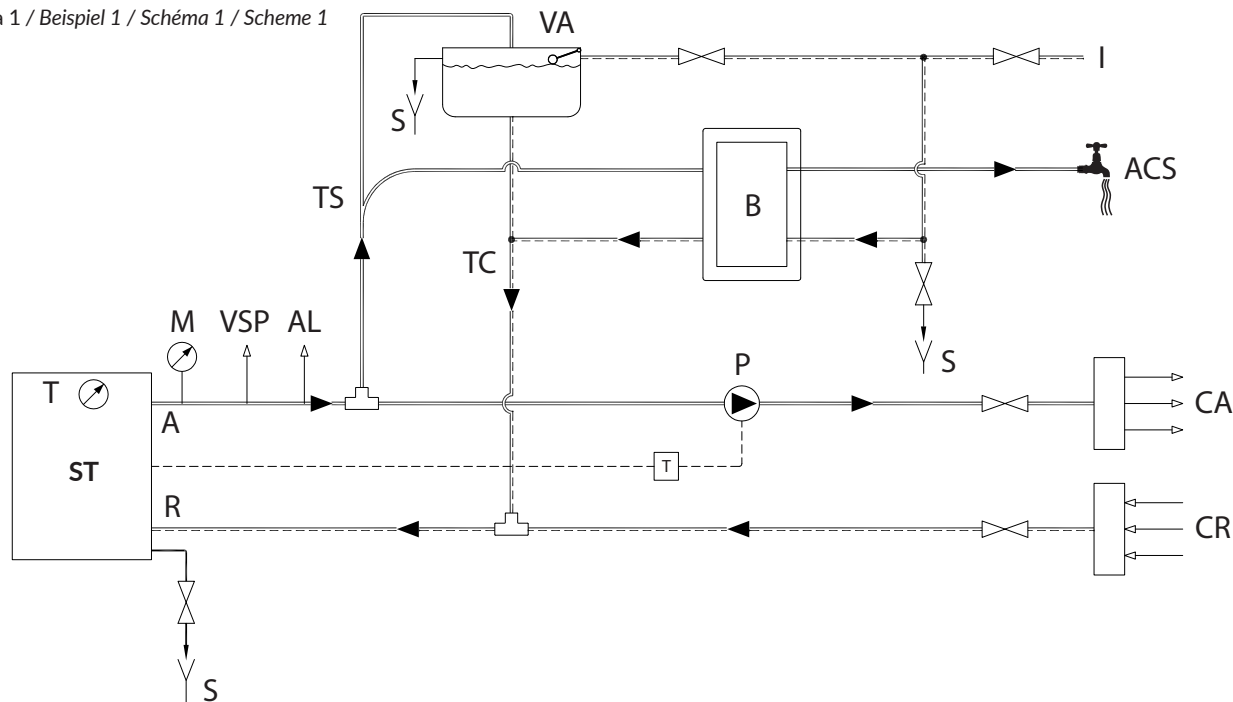 a 1 / Beispiel 1 / Schéma 1 / Scheme 1
VA
I
S
ACS
TS
B
TC
M VSP AL
S
P
T
A
CA
ST
T
R
CR
S